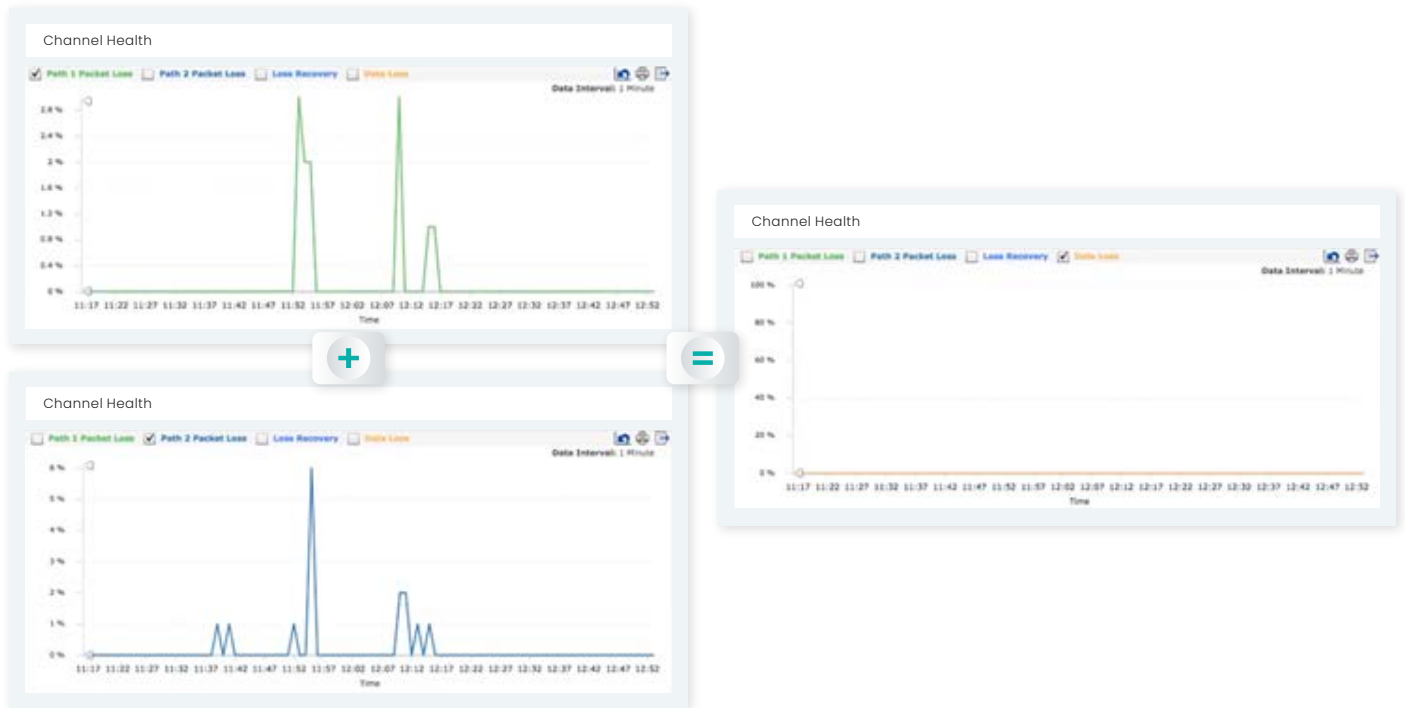 Channel Health
Path 1 Packet Loss Path 2 Packet Loss Loss Recovery Data Loss
Data Interval: 1 Minute
2.8 %
2.4 %
2 %
1.6 %
1.2 %
0.8 %
0.4 %
0 %
11:17 11:22 11:27 11:32 11:37 11:42 11:47 11:52 11:57 12:02 12:07 12:12 12:17 12:22 12:27 12:32 12:37 12:42 12:47 12:52
Time
+
Channel Health
Path 1 Packet Loss Path 2 Packet Loss Loss Recovery Data Loss
Data Interval: 1 Minute
6 %
5 %
4 %
3 %
2 %
1 %
0 %
11:17 11:22 11:27 11:32 11:37 11:42 11:47 11:52 11:57 12:02 12:07 12:12 12:17 12:22 12:27 12:32 12:37 12:42 12:47 12:52
Time
=
Channel Health
Path 1 Packet Loss Path 2 Packet Loss Loss Recovery Data Loss
Data Interval: 1 Minute
100 %
80 %
60 %
40 %
20 %
0 %
11:17 11:22 11:27 11:32 11:37 11:42 11:47 11:52 11:57 12:02 12:07 12:12 12:17 12:22 12:27 12:32 12:37 12:42 12:47 12:52
Time